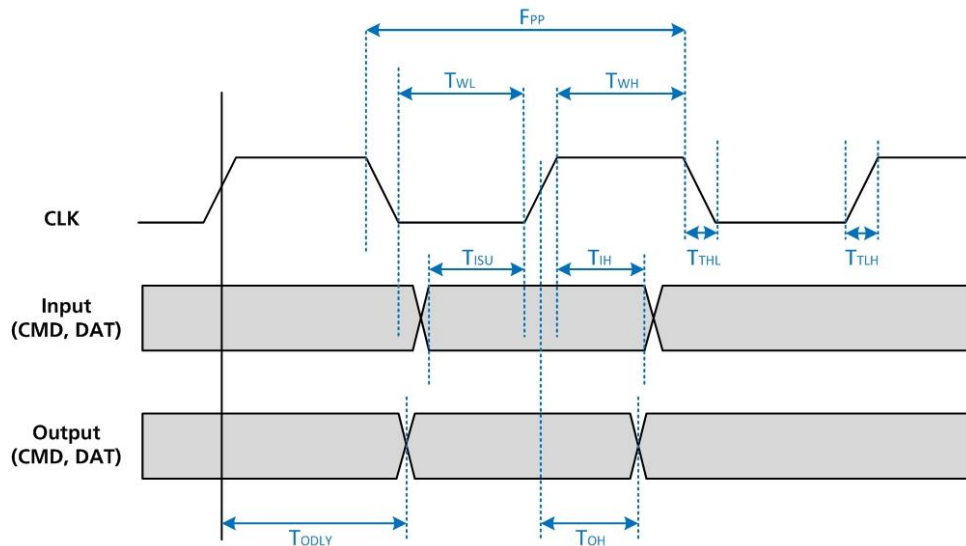 FPP
TWL
TWH
CLK
TISU
TIH
TTHL
TTLH
Input
(CMD, DAT)
Output
(CMD, DAT)
TODLY
TOH